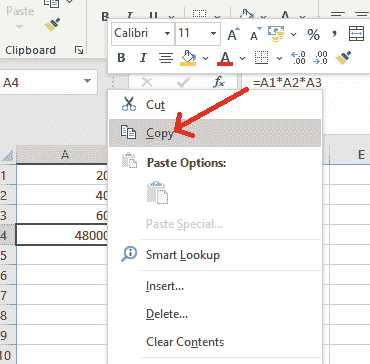 Paste
Clipboard
Calibri 11 A A $ % ,
B I A .00
A4 fx =A1*A2*A3
Cut
Copy
Paste Options:
Paste Special...
Smart Lookup
Insert...
Delete...
Clear Contents
A E
1 20
2 40
3 60
4 48000
5
6
7
8
9
10